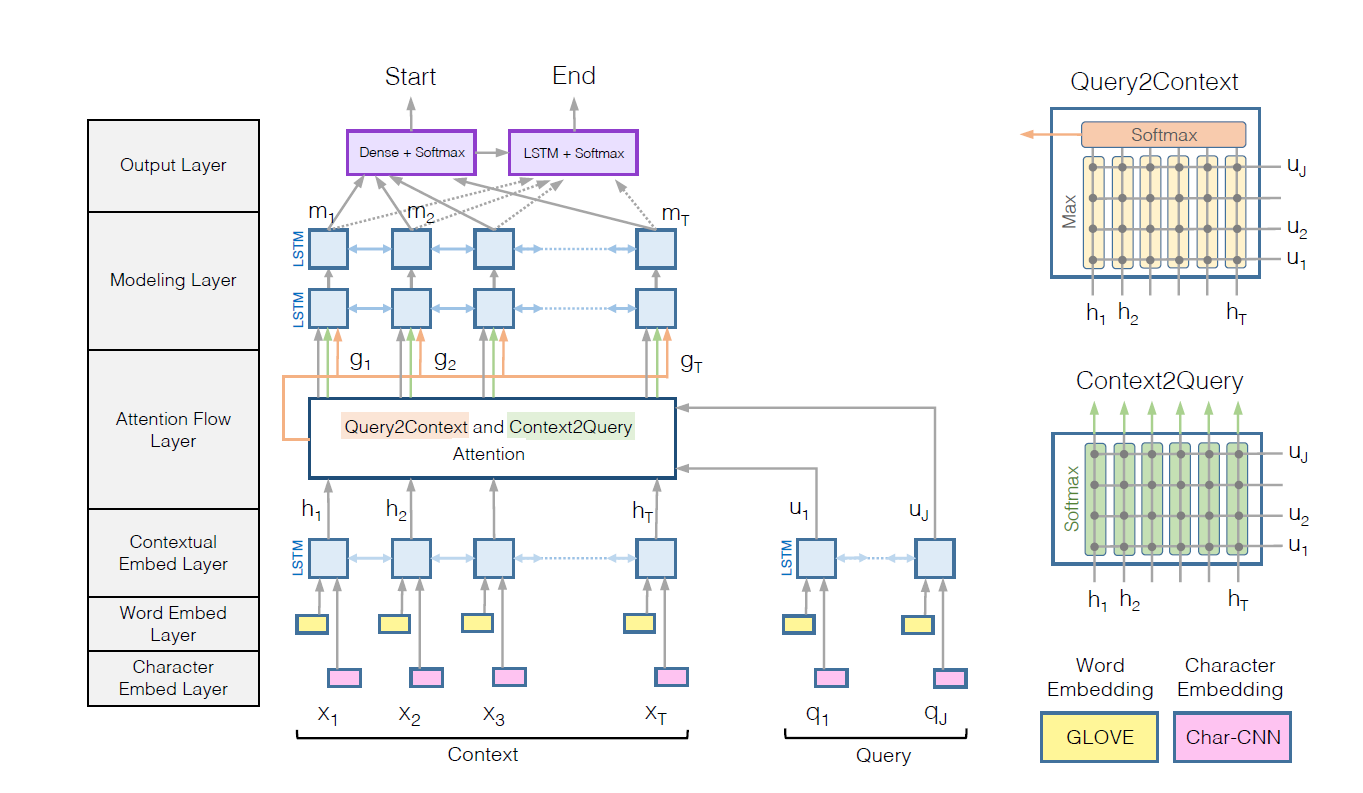 Start
End
Query2Context
Output Layer
Dense + Softmax
LSTM + Softmax
Softmax
Max
u_J
u_2
u_1
h_1
h_2
h_T
Modeling Layer
m_1
m_2
m_T
LSTM
LSTM
g_1
g_2
g_T
Attention Flow
Layer
Query2Context and Context2Query
Attention
Context2Query
Softmax
u_J
u_2
u_1
h_1
h_2
h_T
Contextual
Embed Layer
h_1
h_2
h_T
u_1
u_J
LSTM
LSTM
Word Embed
Layer
Character
Embed Layer
x_1
x_2
x_3
x_T
q_1
q_J
Context
Query
Word
Embedding
Character
Embedding
GLOVE
Char-CNN